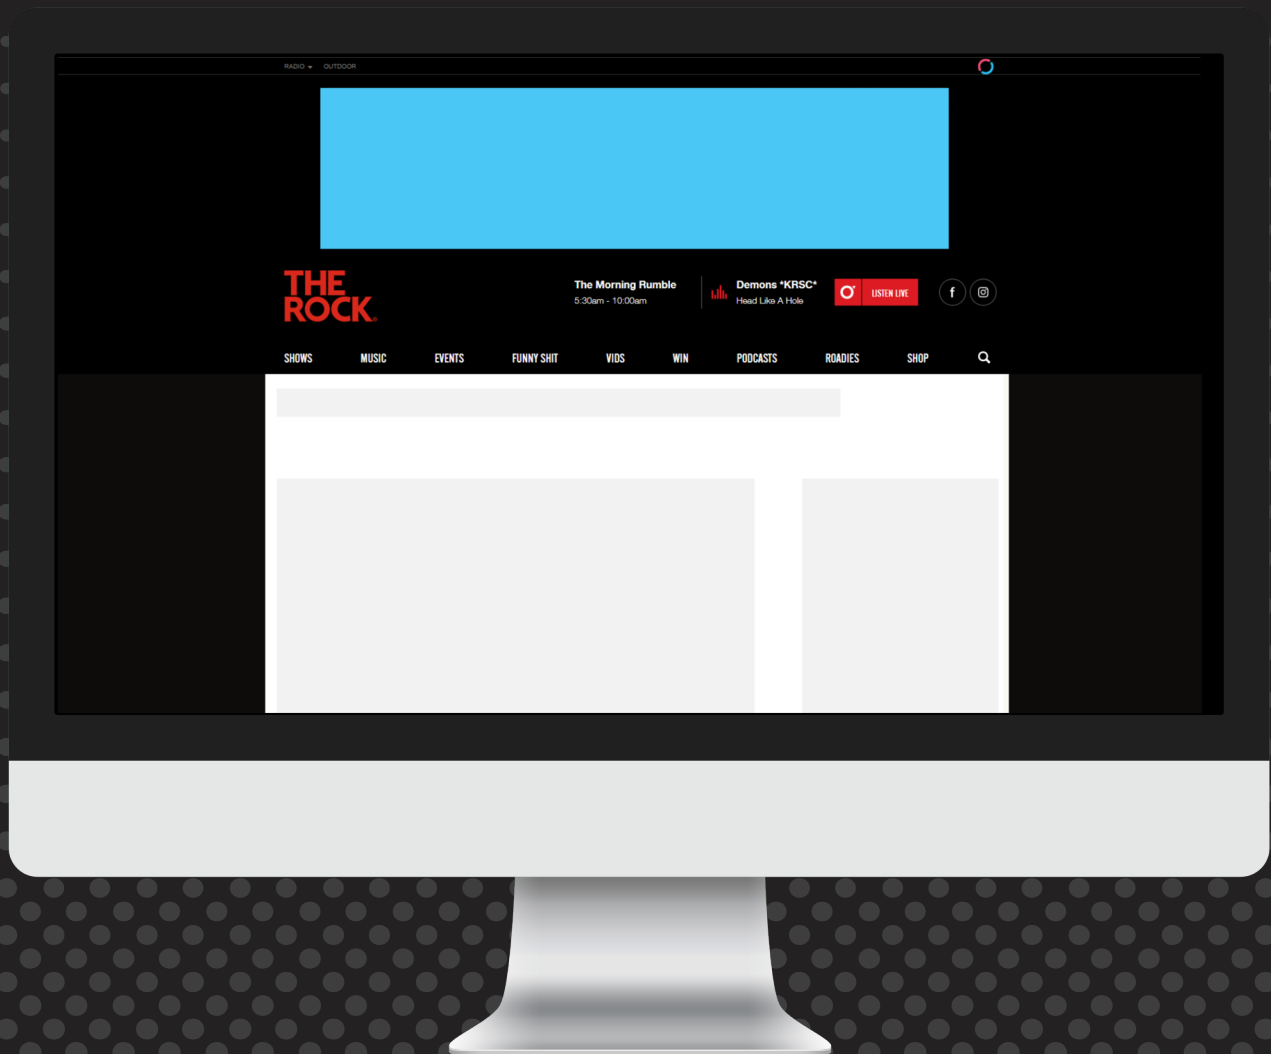 RADIO OUTDOOR
THE
ROCK.
The Morning Rumble
5:30am - 10:00am
Demons *KRSC*
Head Like A Hole
LISTEN LIVE
f
SHOWS MUSIC EVENTS FUNNY SHIT VIDS WIN PODCASTS ROADIES SHOP